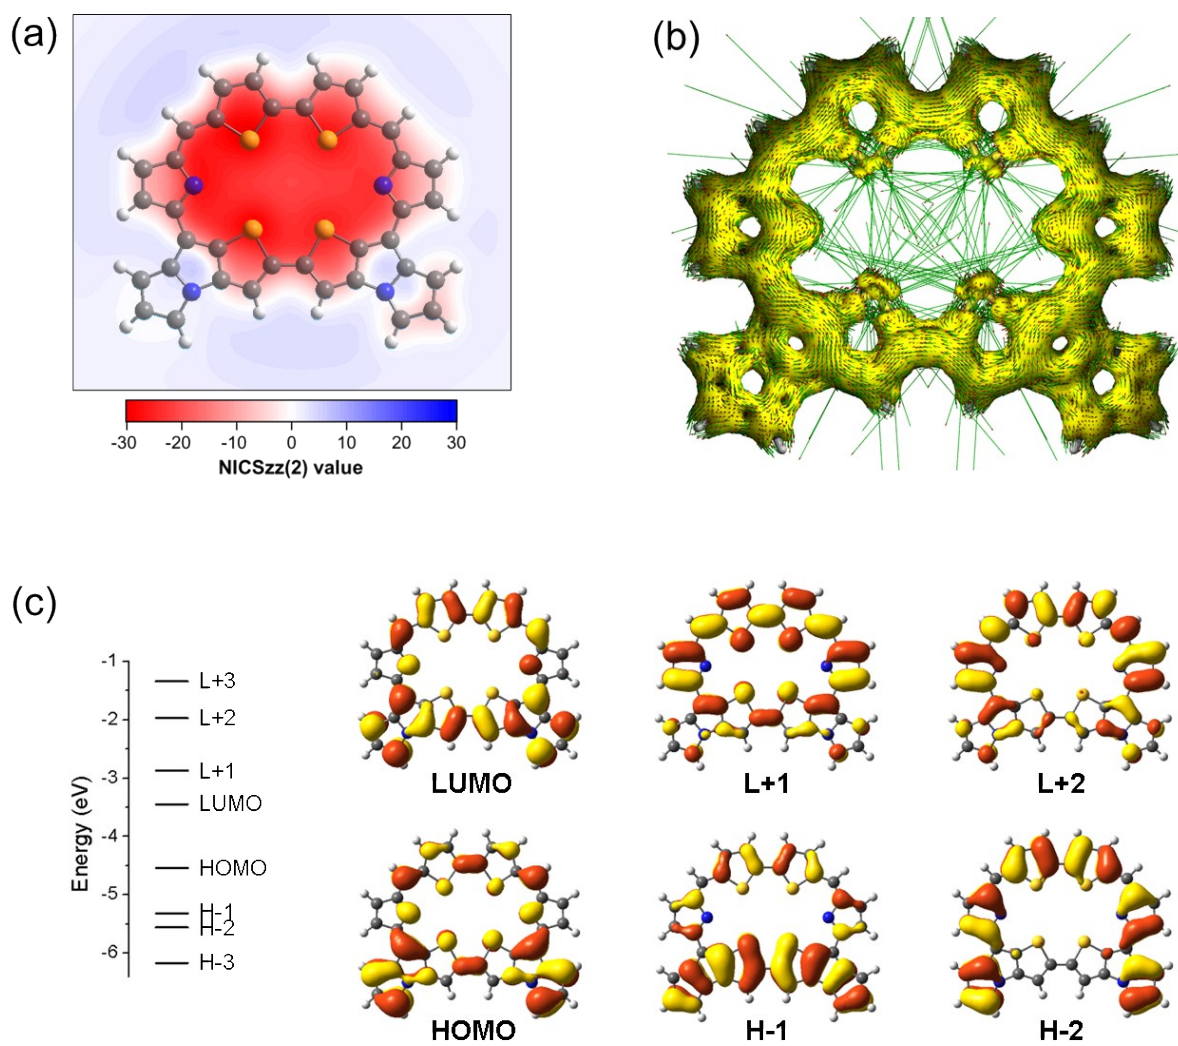 (a)
(b)
-30 -20 -10 0 10 20 30
NICSzz(2) value
(c)
Energy (eV)
-1
-2
-3
-4
-5
-6
L+3
L+2
L+1
LUMO
HOMO
H-1
H-2
H-3
LUMO L+1 L+2
HOMO H-1 H-2